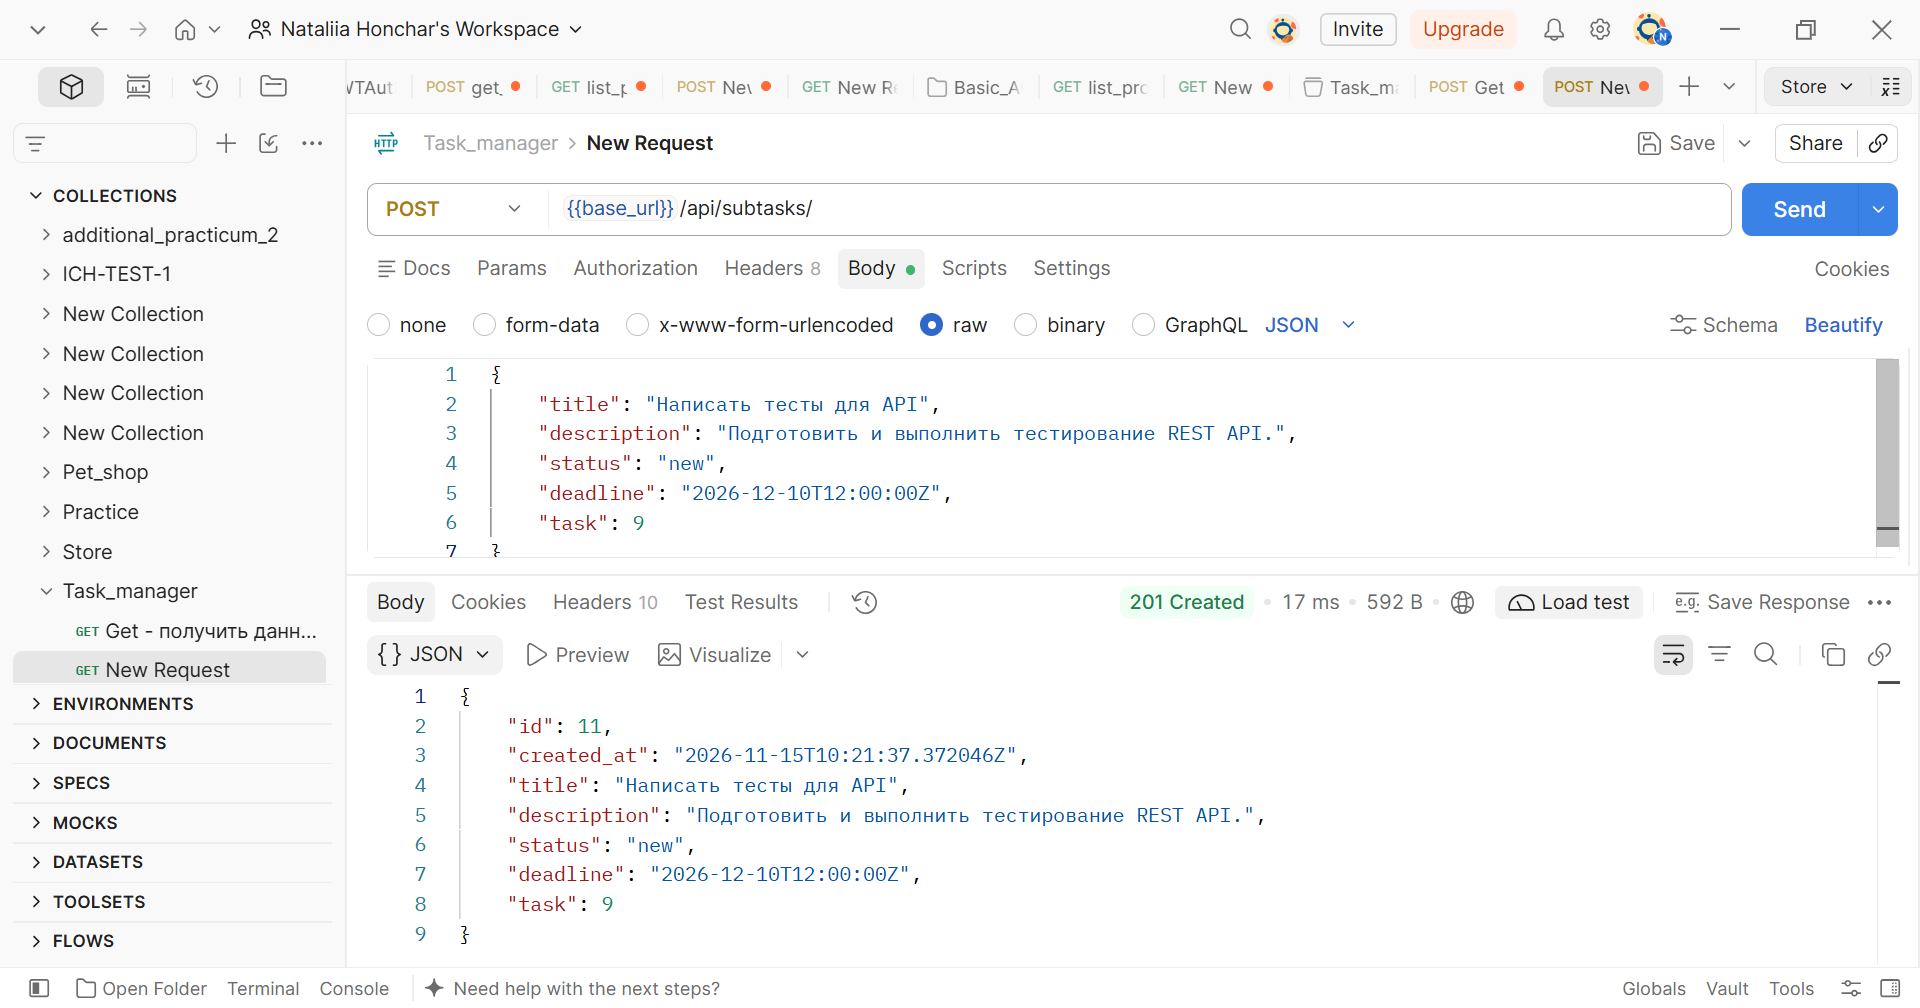 Nataliia Honchar's Workspace
Invite
Upgrade
N
POST get_
GET list_p
POST Nev
GET New R
Basic_A
GET list_prc
GET New
Task_m
POST Get
POST Nev
Store
HTTP Task_manager > New Request
Save
Share
COLLECTIONS
additional_practicum_2
ICH-TEST-1
New Collection
New Collection
New Collection
New Collection
Pet_shop
Practice
Store
Task_manager
GET Get - получить данн...
GET New Request
ENVIRONMENTS
DOCUMENTS
SPECS
MOCKS
DATASETS
TOOLSETS
FLOWS
POST
{{base_url}} /api/subtasks/
Send
Docs Params Authorization Headers 8 Body Scripts Settings
Cookies
none form-data x-www-form-urlencoded raw binary GraphQL JSON
Schema Beautify
1 {
2 "title": "Написать тесты для API",
3 "description": "Подготовить и выполнить тестирование REST API.",
4 "status": "new",
5 "deadline": "2026-12-10T12:00:00Z",
6 "task": 9
7 }
Body Cookies Headers 10 Test Results
201 Created • 17 ms • 592 B •
Load test
e.g. Save Response
{} JSON Preview Visualize
1 {
2 "id": 11,
3 "created_at": "2026-11-15T10:21:37.372046Z",
4 "title": "Написать тесты для API",
5 "description": "Подготовить и выполнить тестирование REST API.",
6 "status": "new",
7 "deadline": "2026-12-10T12:00:00Z",
8 "task": 9
9 }
Open Folder Terminal Console Need help with the next steps?
Globals Vault Tools